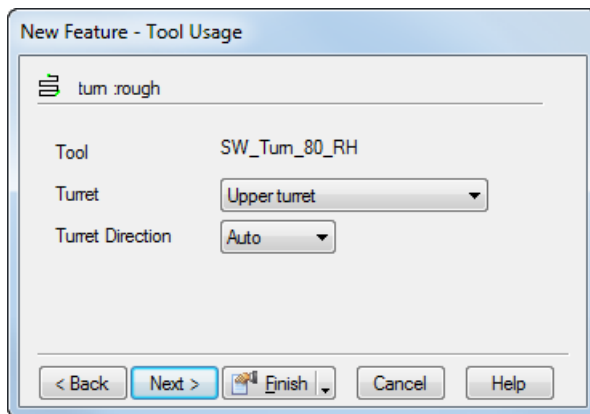 New Feature - Tool Usage
turn :rough
Tool SW_Turn_80_RH
Turret Upper turret
Turret Direction Auto
< Back Next > Finish Cancel Help